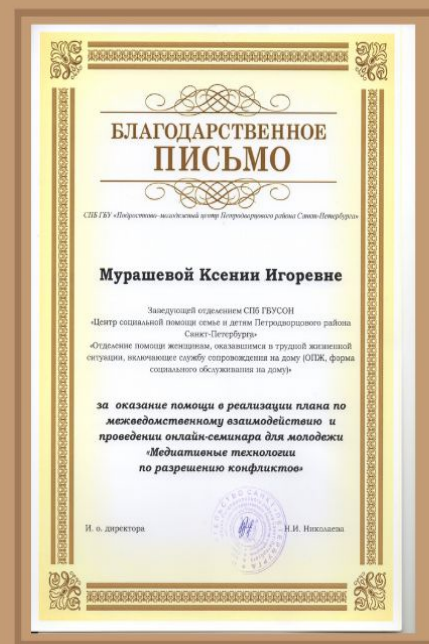 БЛАГОДАРСТВЕННОЕ
ПИСЬМО
СПБ ГБУ «Подростково-молодежный центр Петродворцового района Санкт-Петербурга»
Мурашевой Ксении Игоревне
Заведующей отделением СПб ГБУСОН
«Центр социальной помощи семье и детям Петродворцового района
Санкт-Петербурга»
«Отделение помощи женщинам, оказавшимся в трудной жизненной
ситуации, включающее службу сопровождения на дому (ОПЖ, форма
социального обслуживания на дому)»
за оказание помощи в реализации плана по
межведомственному взаимодействию и
проведении онлайн-семинара для молодежи
«Медиативные технологии
по разрешению конфликтов»
И. о. директора Н.И. Николаева